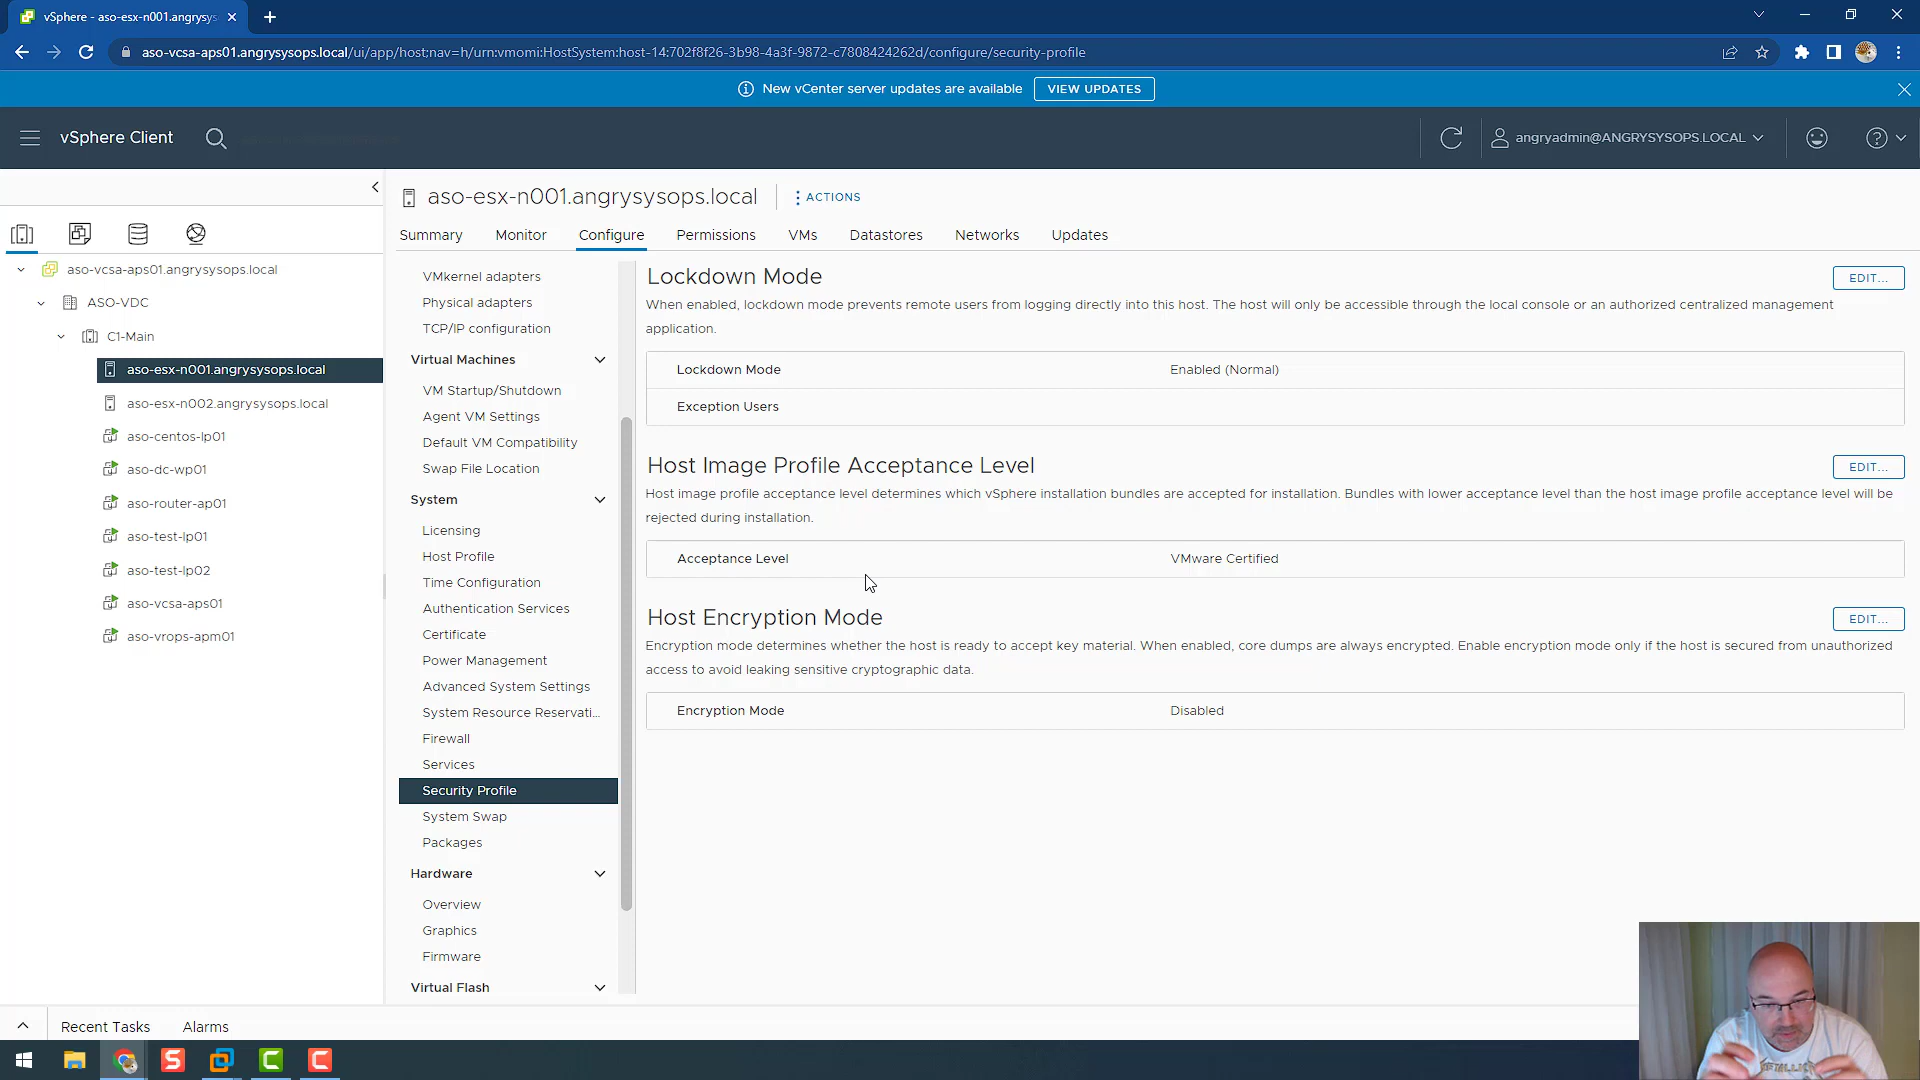 vSphere - aso-esx-n001.angrysys
aso-vcsa-aps01.angrysysops.local/ui/app/host;nav=h/urn:vmomi:HostSystem:host-14:702f8f26-3b98-4a3f-9872-c7808424262d/configure/security-profile
New vCenter server updates are available
VIEW UPDATES
vSphere Client
angryadmin@ANGRYSYSOPS.LOCAL
aso-vcsa-aps01.angrysysops.local
ASO-VDC
C1-Main
aso-esx-n001.angrysysops.local
aso-esx-n002.angrysysops.local
aso-centos-lp01
aso-dc-wp01
aso-router-ap01
aso-test-lp01
aso-test-lp02
aso-vcsa-aps01
aso-vrops-apm01
aso-esx-n001.angrysysops.local
ACTIONS
Summary Monitor Configure Permissions VMs Datastores Networks Updates
VMkernel adapters
Physical adapters
TCP/IP configuration
Virtual Machines
VM Startup/Shutdown
Agent VM Settings
Default VM Compatibility
Swap File Location
System
Licensing
Host Profile
Time Configuration
Authentication Services
Certificate
Power Management
Advanced System Settings
System Resource Reservati...
Firewall
Services
Security Profile
System Swap
Packages
Hardware
Overview
Graphics
Firmware
Virtual Flash
Lockdown Mode
EDIT...
When enabled, lockdown mode prevents remote users from logging directly into this host. The host will only be accessible through the local console or an authorized centralized management
application.
Lockdown Mode Enabled (Normal)
Exception Users
Host Image Profile Acceptance Level
EDIT...
Host image profile acceptance level determines which vSphere installation bundles are accepted for installation. Bundles with lower acceptance level than the host image profile acceptance level will be
rejected during installation.
Acceptance Level VMware Certified
Host Encryption Mode
EDIT...
Encryption mode determines whether the host is ready to accept key material. When enabled, core dumps are always encrypted. Enable encryption mode only if the host is secured from unauthorized
access to avoid leaking sensitive cryptographic data.
Encryption Mode Disabled
Recent Tasks Alarms